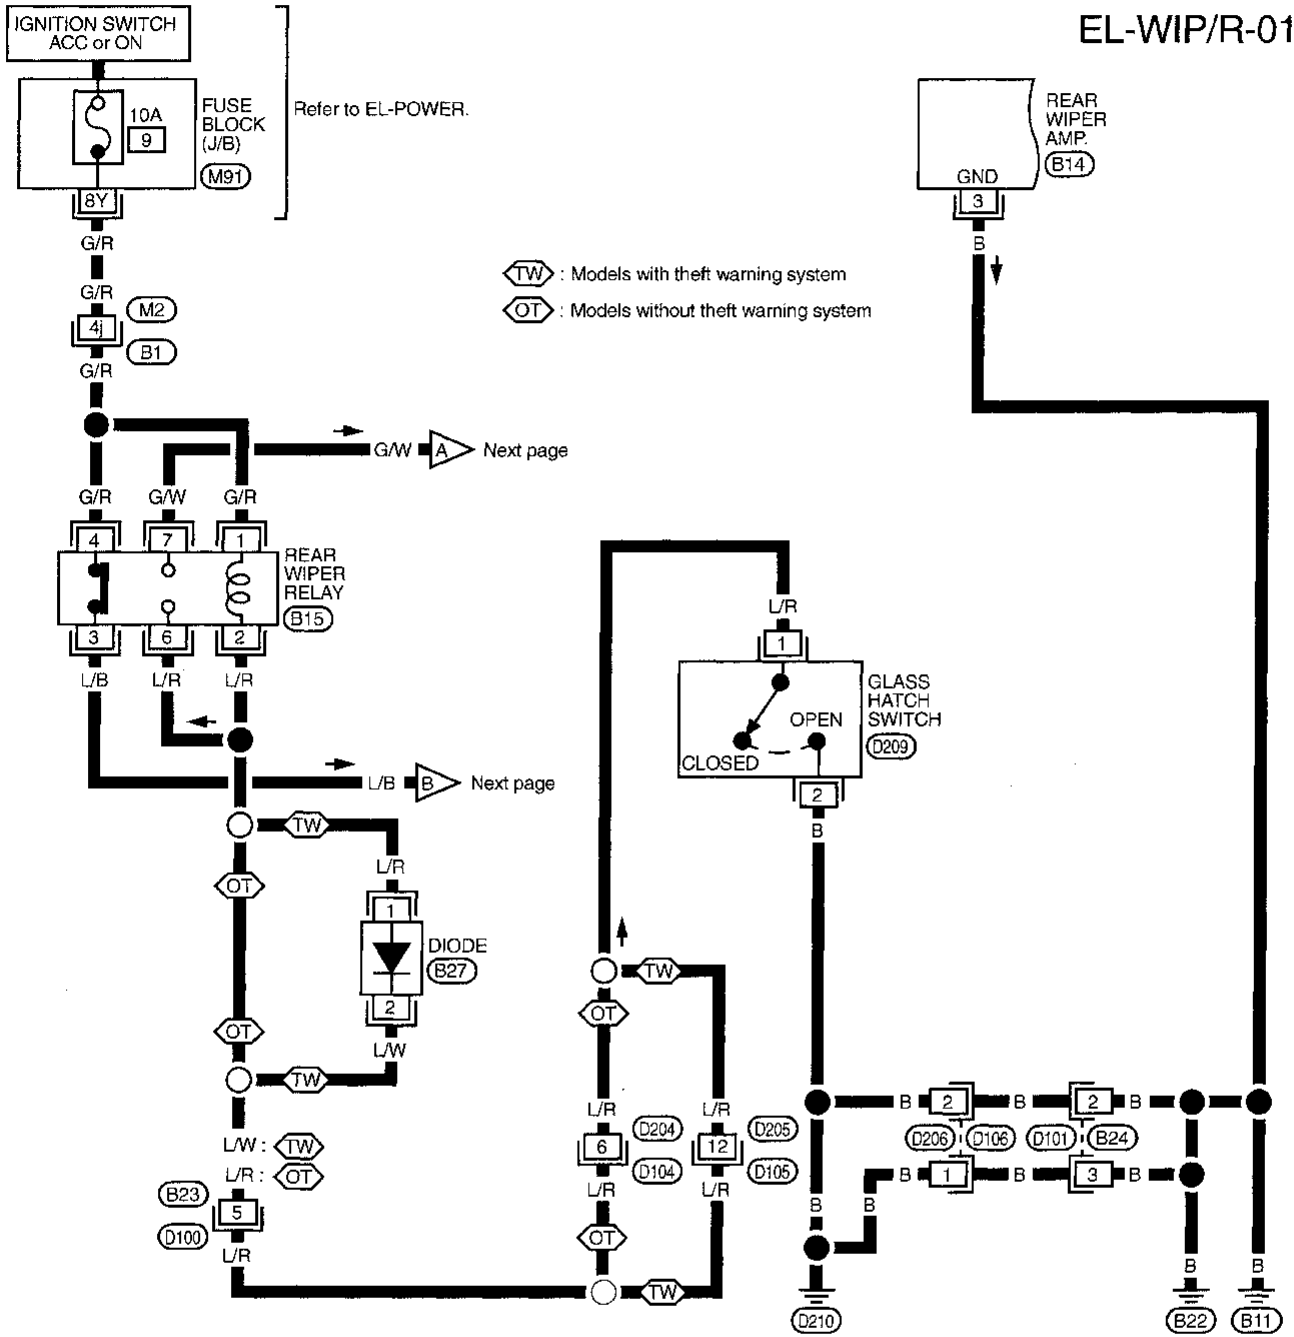 EL-WIP/R-01
IGNITION SWITCH
ACC or ON
10A
9
FUSE
BLOCK
(J/B)
M91
Refer to EL-POWER.
8Y
G/R
G/R
4j
M2
B1
G/R
REAR
WIPER
AMP.
B14
GND
3
B
TW : Models with theft warning system
OT : Models without theft warning system
G/W
A
Next page
G/R
G/W
G/R
4
7
1
REAR
WIPER
RELAY
B15
3
6
2
L/B
L/R
L/R
L/B
B
Next page
TW
L/R
OT
1
DIODE
B27
2
OT
L/W
TW
L/W : TW
L/R : OT
B23
5
D100
L/R
L/R
1
GLASS
HATCH
SWITCH
D209
OPEN
CLOSED
2
B
TW
OT
L/R
L/R
6
D204
D104
12
D205
D105
L/R
L/R
OT
TW
B
2
B
2
B
D206
D106
D101
B24
B
1
B
3
B
B
B
D210
B
B
B22
B11